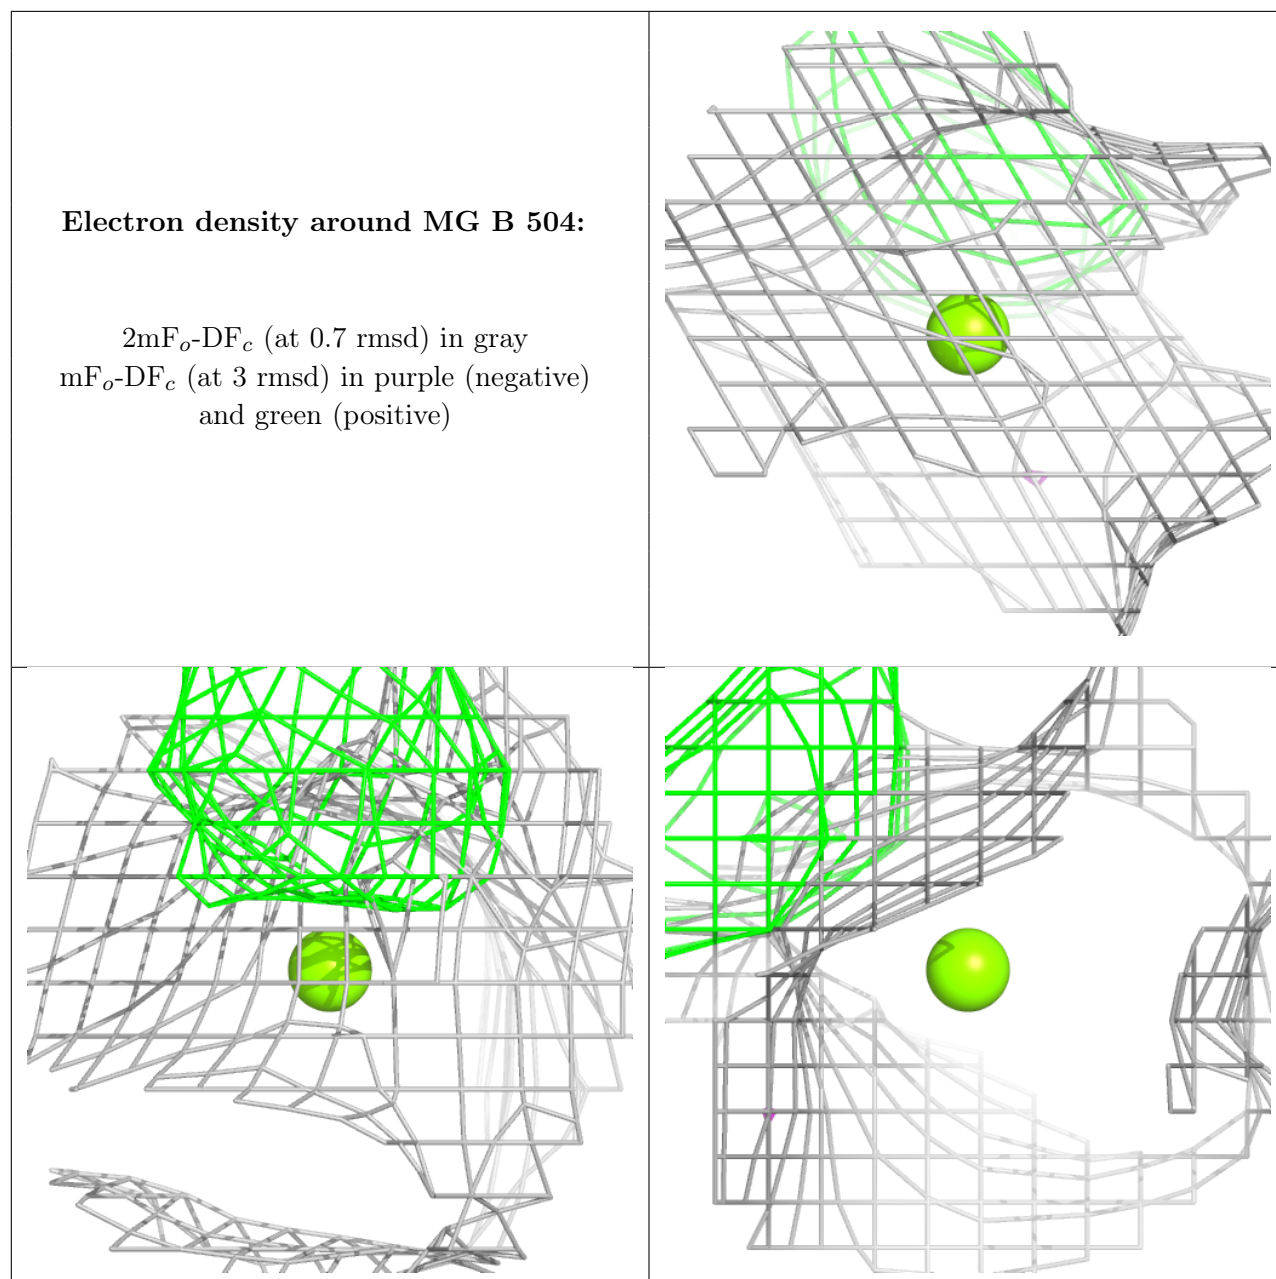 Electron density around MG B 504:
2mFo-DFc (at 0.7 rmsd) in gray
mFo-DFc (at 3 rmsd) in purple (negative)
and green (positive)